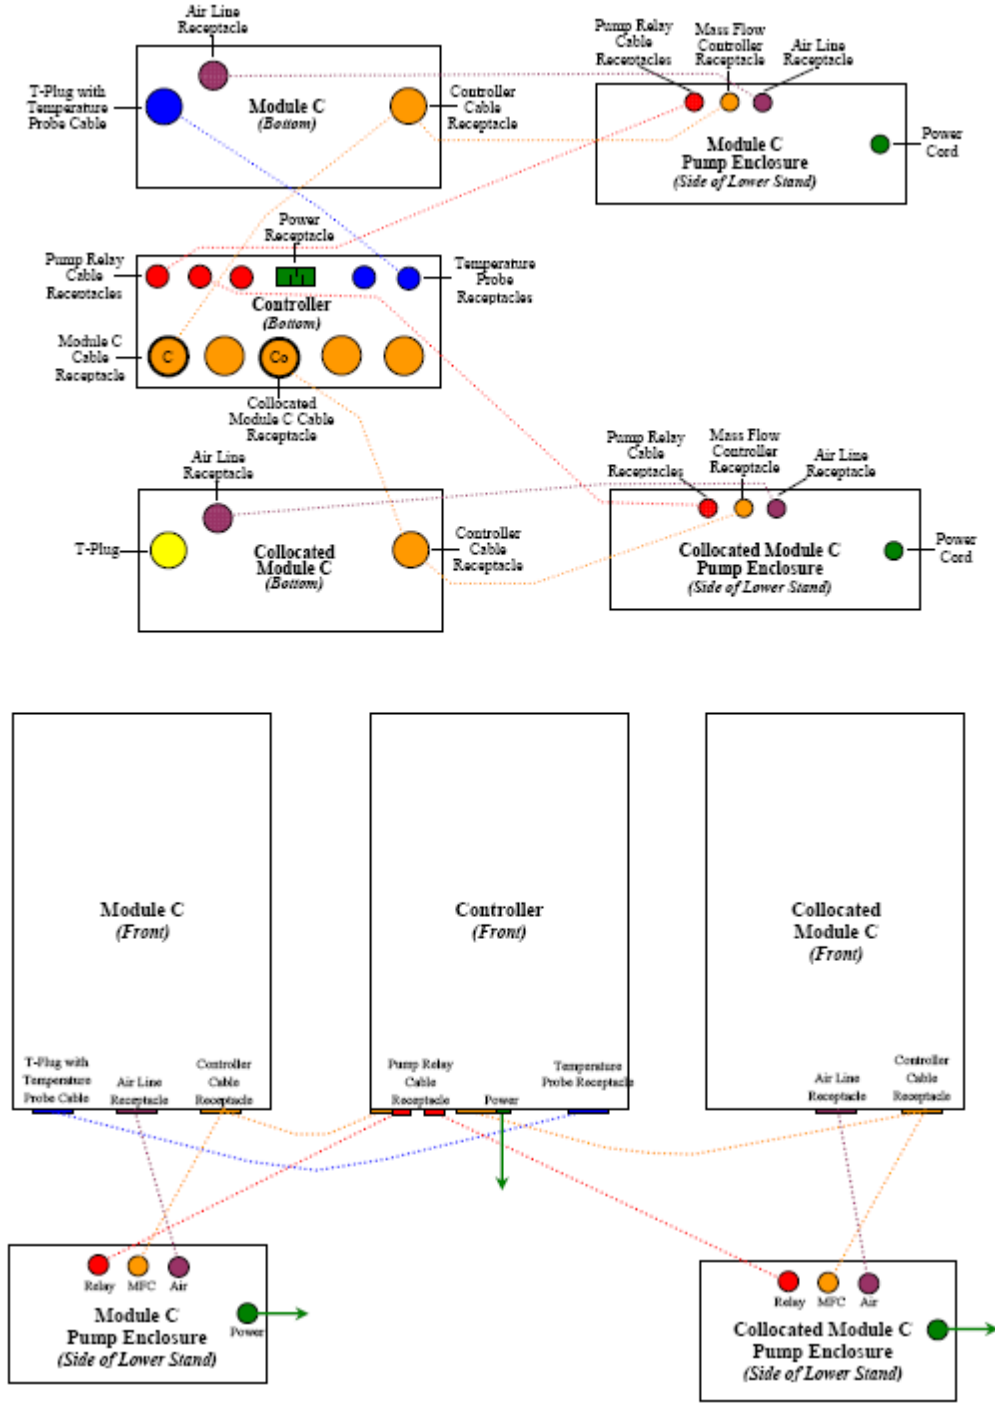 Air Line
Receptacle
T-Plug with
Temperature
Probe Cable
Module C
(Bottom)
Controller
Cable
Receptacle
Pump Relay
Cable
Receptacles
Mass Flow
Controller
Receptacle
Air Line
Receptacle
Module C
Pump Enclosure
(Side of Lower Stand)
Power
Cord
Power
Receptacle
Pump Relay
Cable
Receptacles
Temperature
Probe
Receptacles
Controller
(Bottom)
Module C
Cable
Receptacle
C
Co
Collocated
Module C Cable
Receptacle
Air Line
Receptacle
T-Plug
Collocated
Module C
(Bottom)
Controller
Cable
Receptacle
Pump Relay
Cable
Receptacles
Mass Flow
Controller
Receptacle
Air Line
Receptacle
Collocated Module C
Pump Enclosure
(Side of Lower Stand)
Power
Cord
Module C
(Front)
T-Plug with
Temperature
Probe Cable
Air Line
Receptacle
Controller
Cable
Receptacle
Controller
(Front)
Pump Relay
Cable
Receptacle
Power
Temperature
Probe Receptacle
Collocated
Module C
(Front)
Air Line
Receptacle
Controller
Cable
Receptacle
Relay
MFC
Air
Module C
Pump Enclosure
(Side of Lower Stand)
Power
Relay
MFC
Air
Collocated Module C
Pump Enclosure
(Side of Lower Stand)